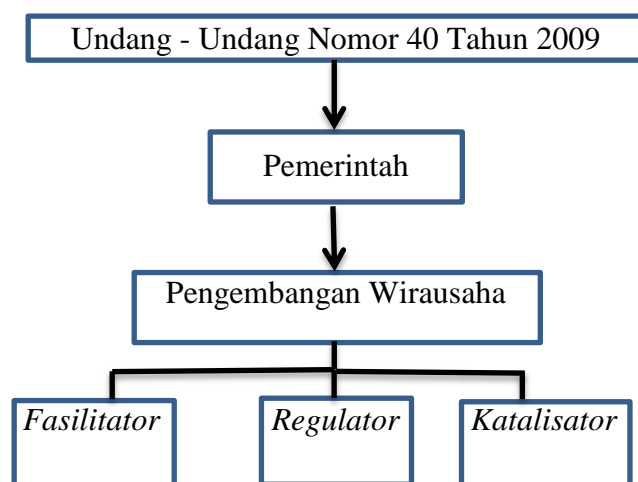 Undang - Undang Nomor 40 Tahun 2009
Pemerintah
Pengembangan Wirausaha
Fasilitator
Regulator
Katalisator